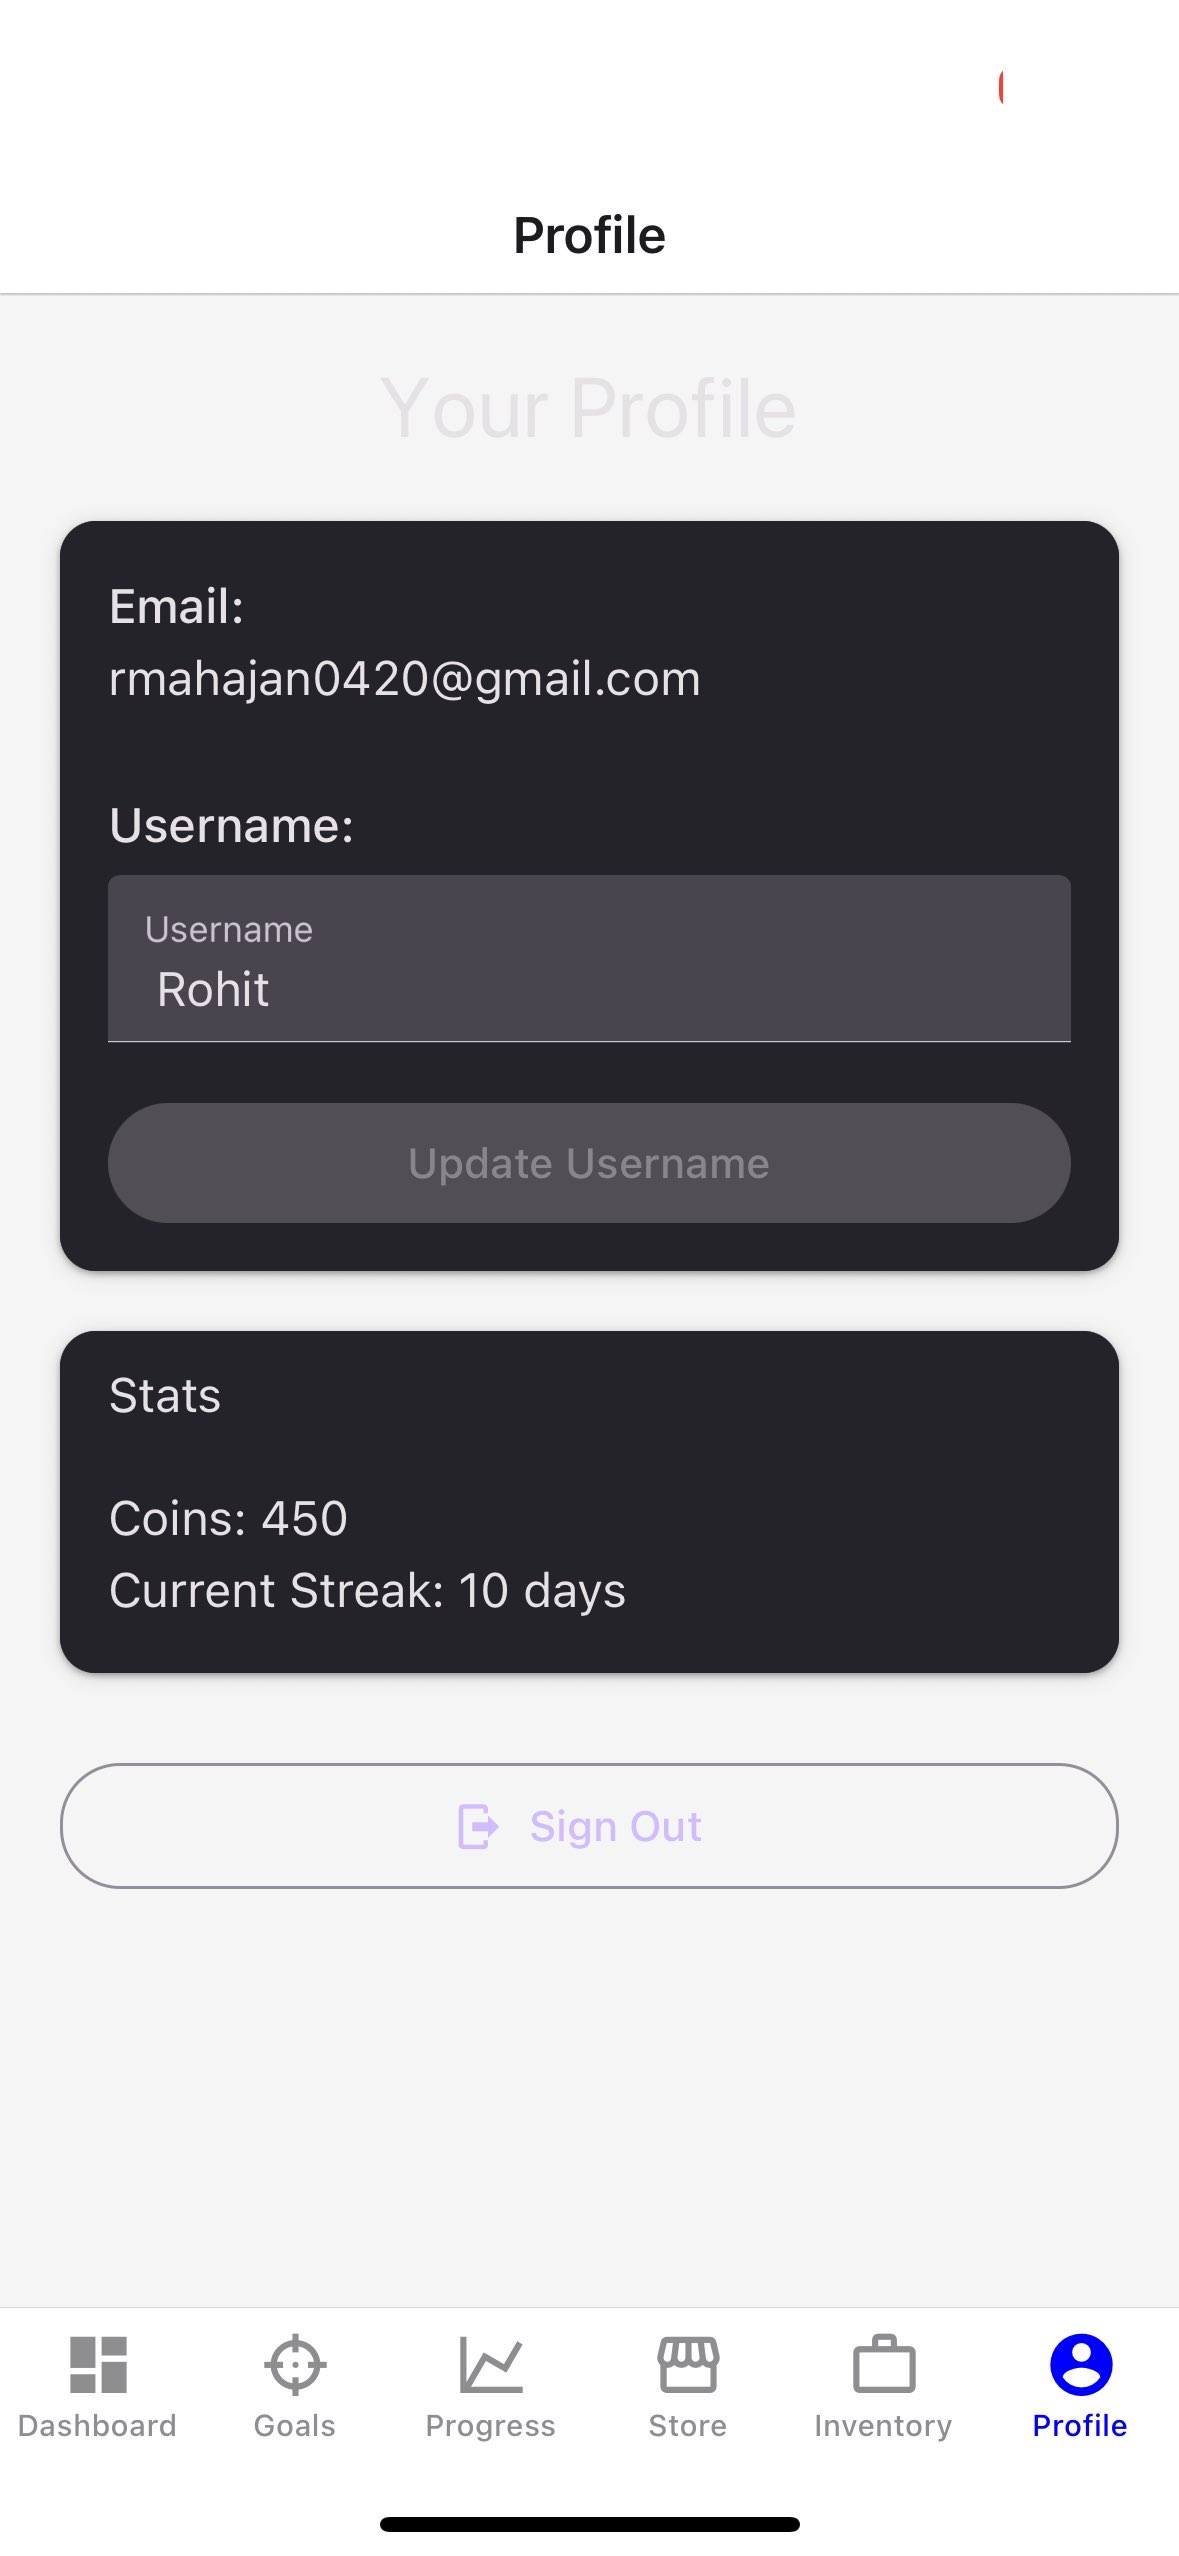 Profile
Your Profile
Email:
rmahajan0420@gmail.com
Username:
Username
Rohit
Update Username
Stats
Coins: 450
Current Streak: 10 days
Sign Out
Dashboard
Goals
Progress
Store
Inventory
Profile